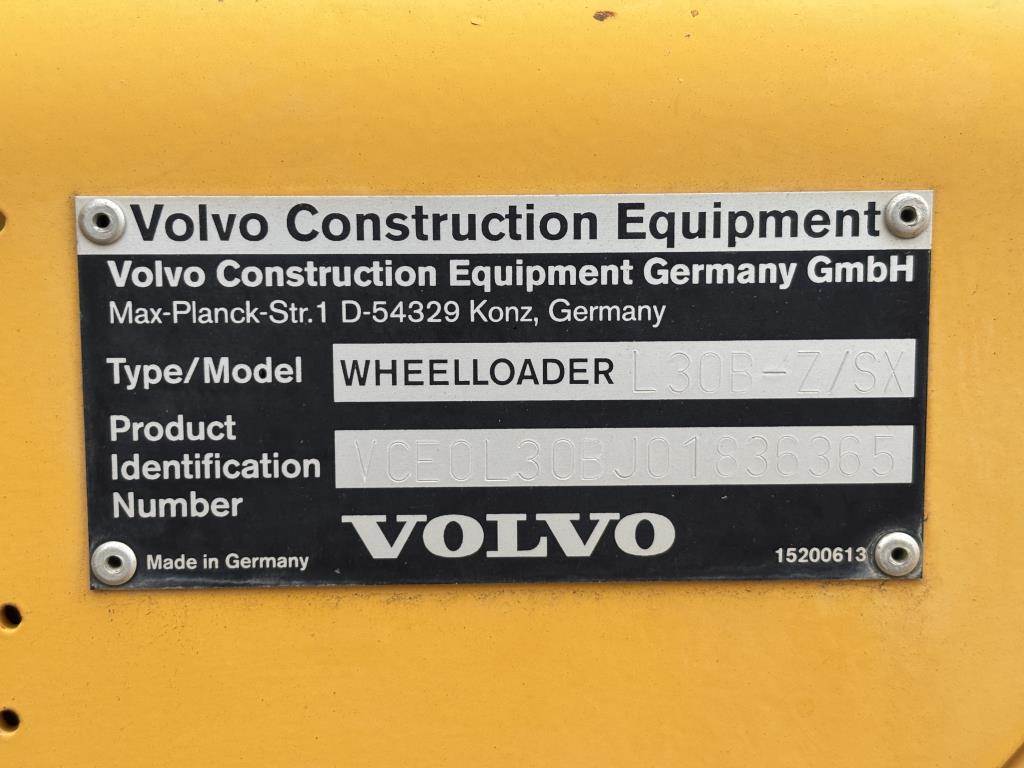 Volvo Construction Equipment
Volvo Construction Equipment Germany GmbH
Max-Planck-Str.1 D-54329 Konz, Germany
Type/Model WHEELLOADER L30B-Z/SX
Product
Identification VCE0L30BJ01836365
Number
VOLVO
Made in Germany 15200613